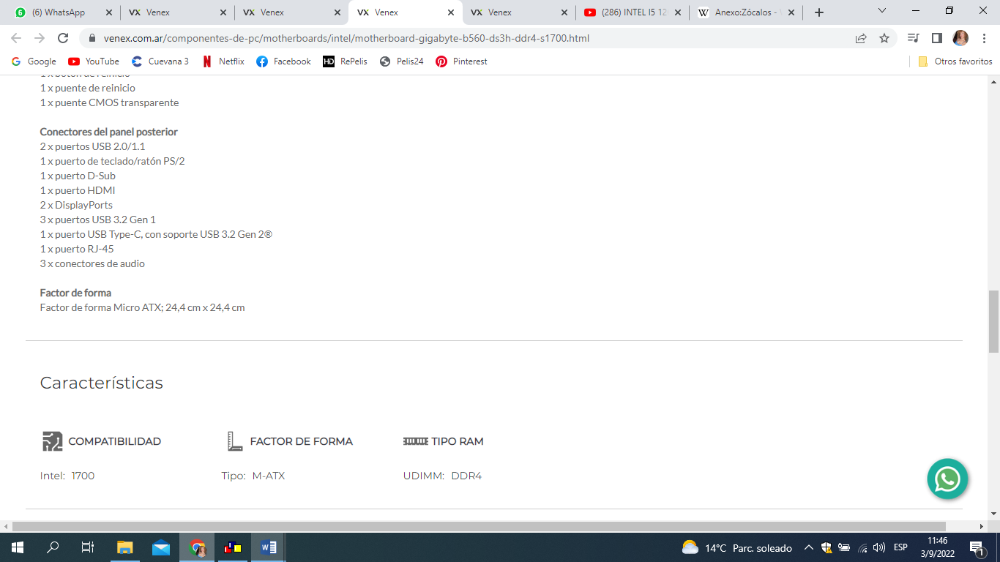 (6) WhatsApp
Venex
Venex
Venex
Venex
(286) INTEL I5 12
Anexo:Zócalos -
venex.com.ar/componentes-de-pc/motherboards/intel/motherboard-gigabyte-b560-ds3h-ddr4-s1700.html
Google
YouTube
Cuevana 3
Netflix
Facebook
HD RePelis
Pelis24
Pinterest
Otros favoritos
1 x botón de reinicio
1 x puente de reinicio
1 x puente CMOS transparente
Conectores del panel posterior
2 x puertos USB 2.0/1.1
1 x puerto de teclado/ratón PS/2
1 x puerto D-Sub
1 x puerto HDMI
2 x DisplayPorts
3 x puertos USB 3.2 Gen 1
1 x puerto USB Type-C, con soporte USB 3.2 Gen 2®
1 x puerto RJ-45
3 x conectores de audio
Factor de forma
Factor de forma Micro ATX; 24,4 cm x 24,4 cm
Características
COMPATIBILIDAD
FACTOR DE FORMA
TIPO RAM
Intel: 1700
Tipo: M-ATX
UDIMM: DDR4
14°C Parc. soleado
ESP
11:46
3/9/2022
1